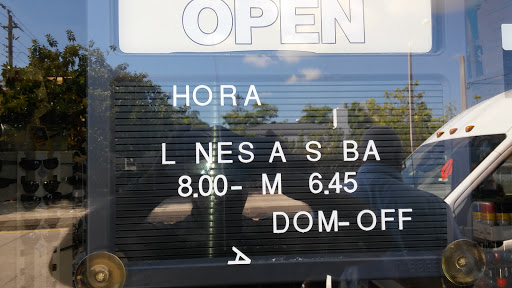 OPEN
HORA
L NES A S BA
8.00- M 6.45
DOM-OFF
A